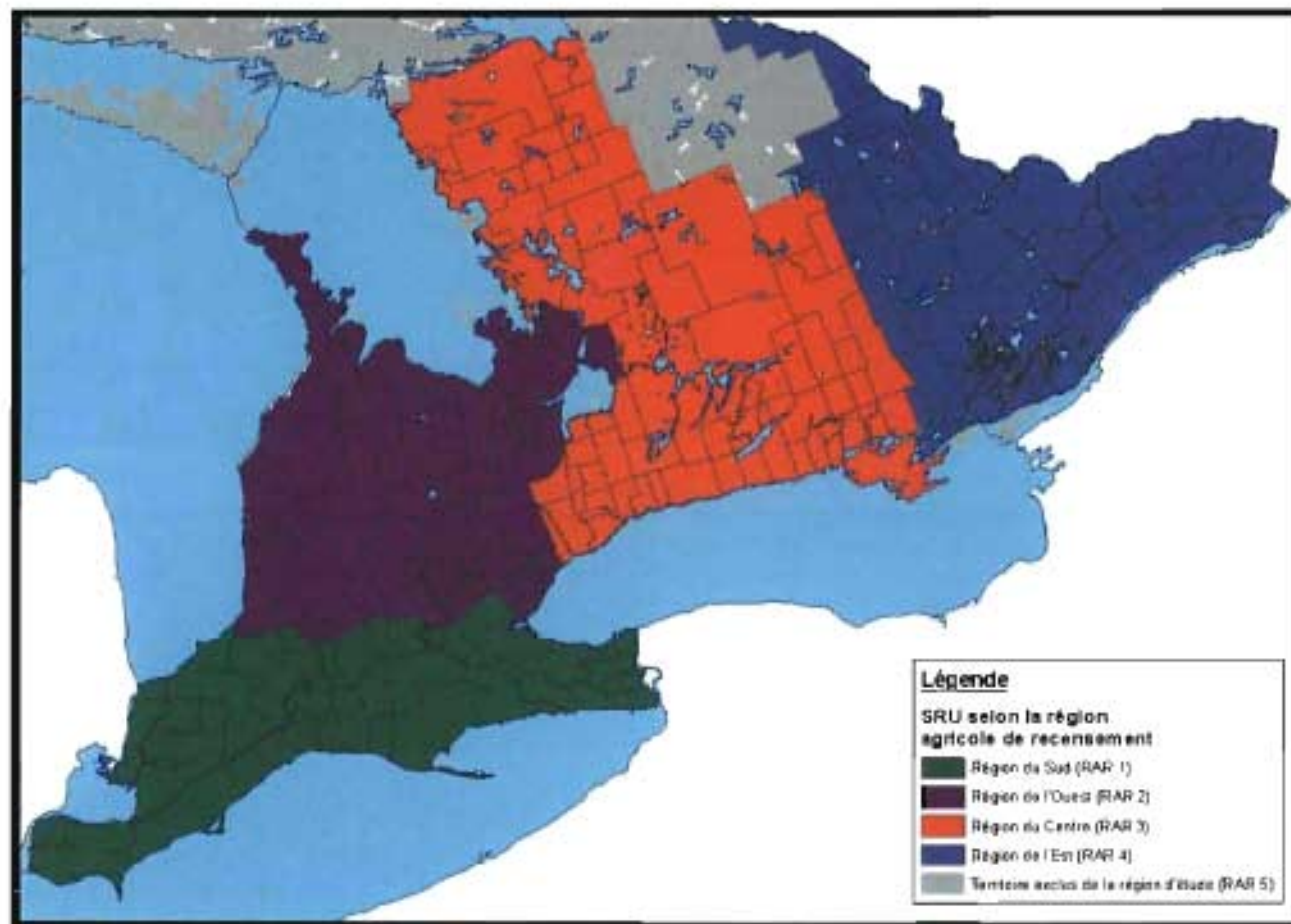 Légende
SRU selon la région
agricole de recensement
Région du Sud (RAR 1)
Région de l'Ouest (RAR 2)
Région du Centre (RAR 3)
Région de l'Est (RAR 4)
Territoire exclus de la région d'étude (RAR 5)